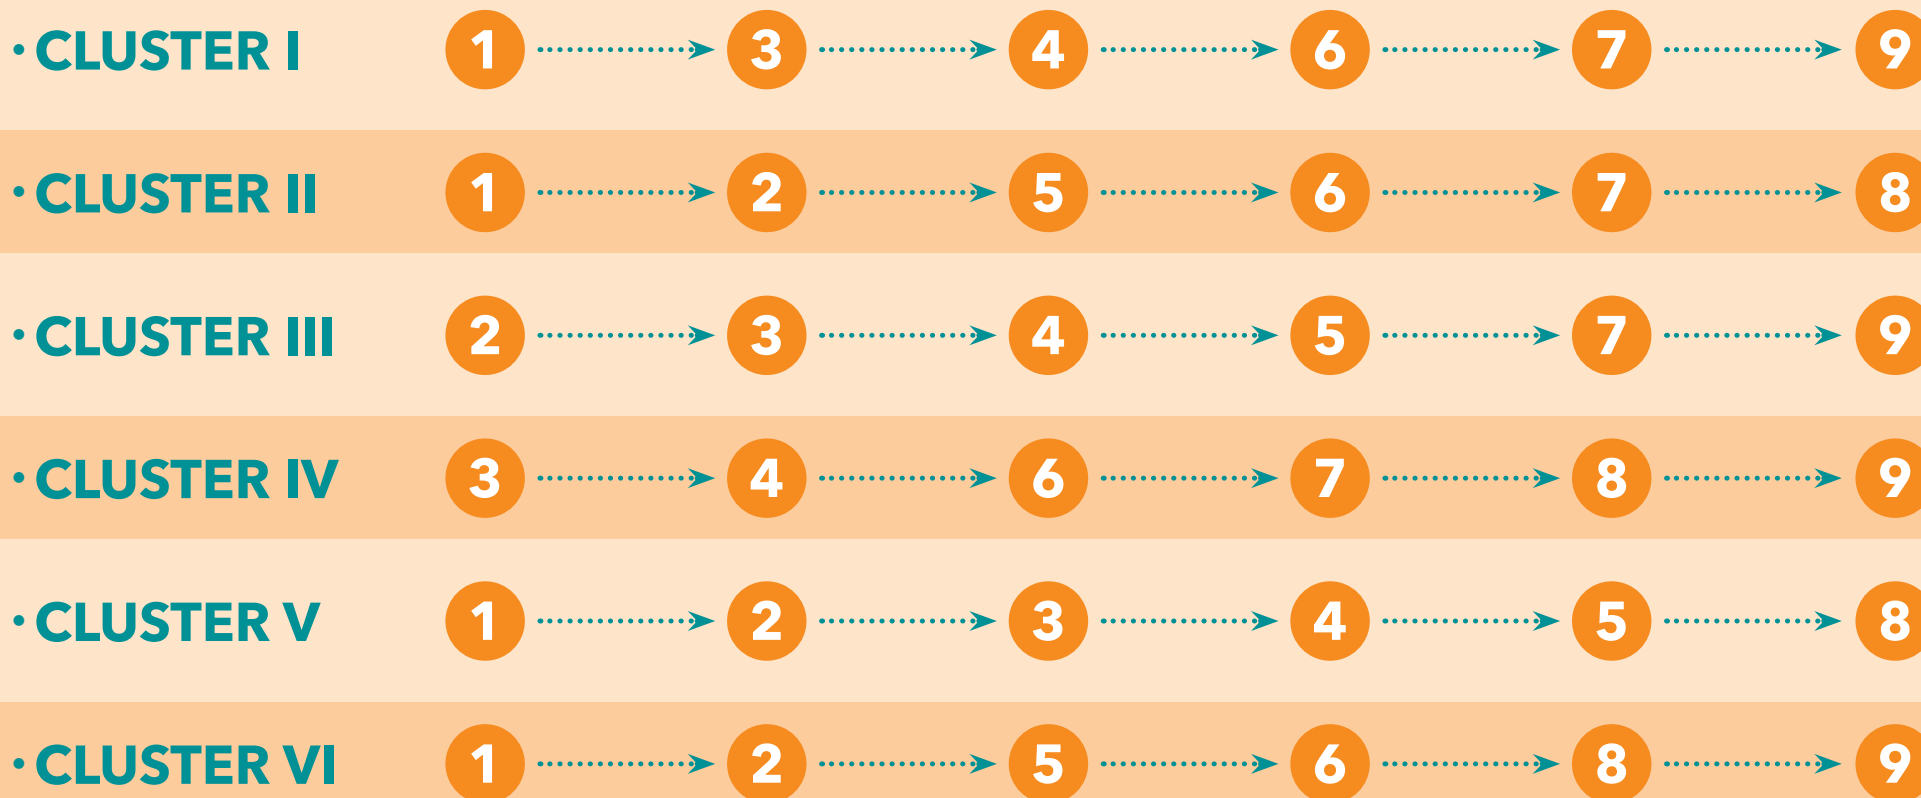 • CLUSTER I 1 3 4 6 7 9
• CLUSTER II 1 2 5 6 7 8
• CLUSTER III 2 3 4 5 7 9
• CLUSTER IV 3 4 6 7 8 9
• CLUSTER V 1 2 3 4 5 8
• CLUSTER VI 1 2 5 6 8 9